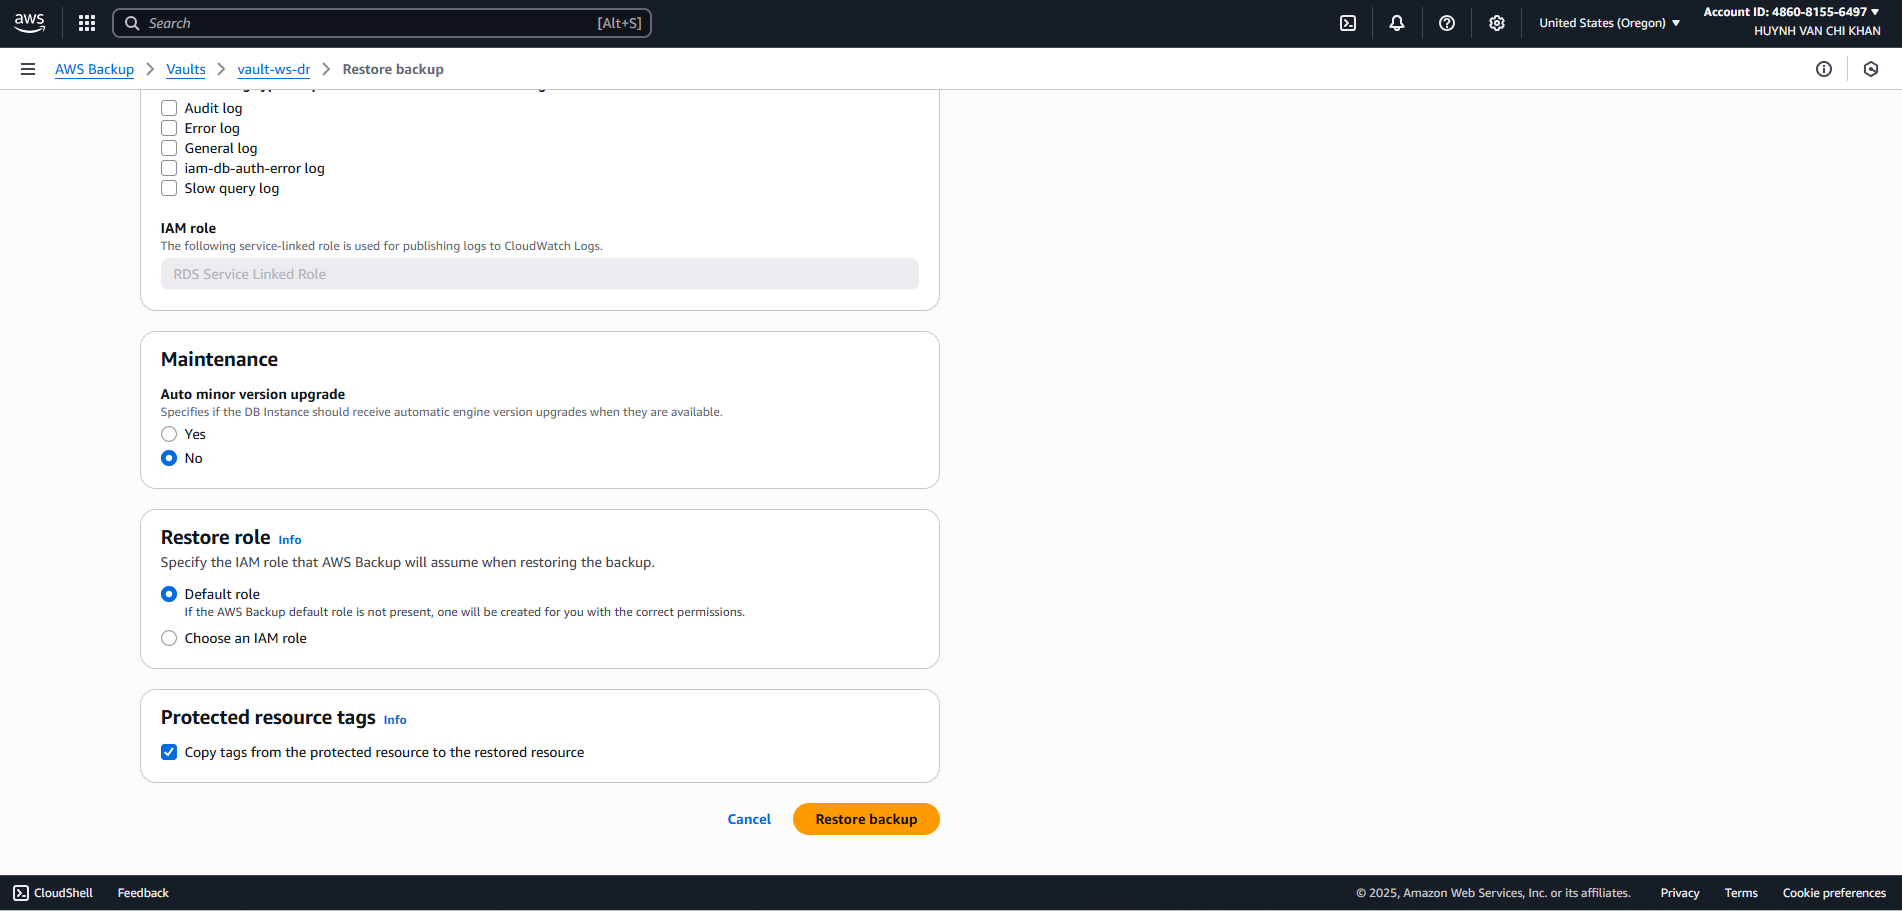 aws
Search
[Alt+S]
United States (Oregon)
Account ID: 4860-8155-6497
HUYNH VAN CHI KHAN
AWS Backup
Vaults
vault-ws-dr
Restore backup
Audit log
Error log
General log
iam-db-auth-error log
Slow query log
IAM role
The following service-linked role is used for publishing logs to CloudWatch Logs.
RDS Service Linked Role
Maintenance
Auto minor version upgrade
Specifies if the DB Instance should receive automatic engine version upgrades when they are available.
Yes
No
Restore role Info
Specify the IAM role that AWS Backup will assume when restoring the backup.
Default role
If the AWS Backup default role is not present, one will be created for you with the correct permissions.
Choose an IAM role
Protected resource tags Info
Copy tags from the protected resource to the restored resource
Cancel
Restore backup
CloudShell
Feedback
© 2025, Amazon Web Services, Inc. or its affiliates.
Privacy
Terms
Cookie preferences